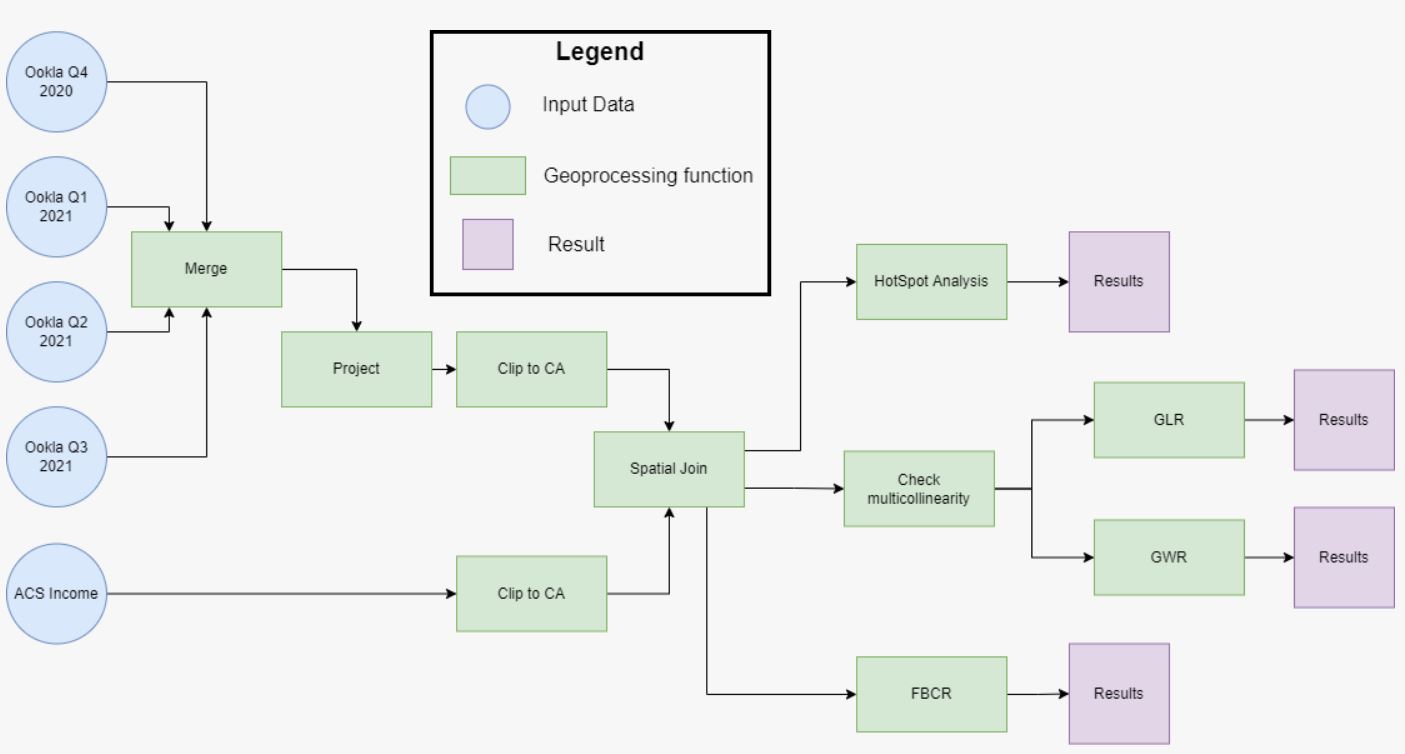 Ookla Q4
2020
Ookla Q1
2021
Ookla Q2
2021
Ookla Q3
2021
ACS Income
Merge
Project
Clip to CA
Clip to CA
Spatial Join
Legend
Input Data
Geoprocessing function
Result
HotSpot Analysis
Results
Check
multicollinearity
GLR
Results
GWR
Results
FBCR
Results